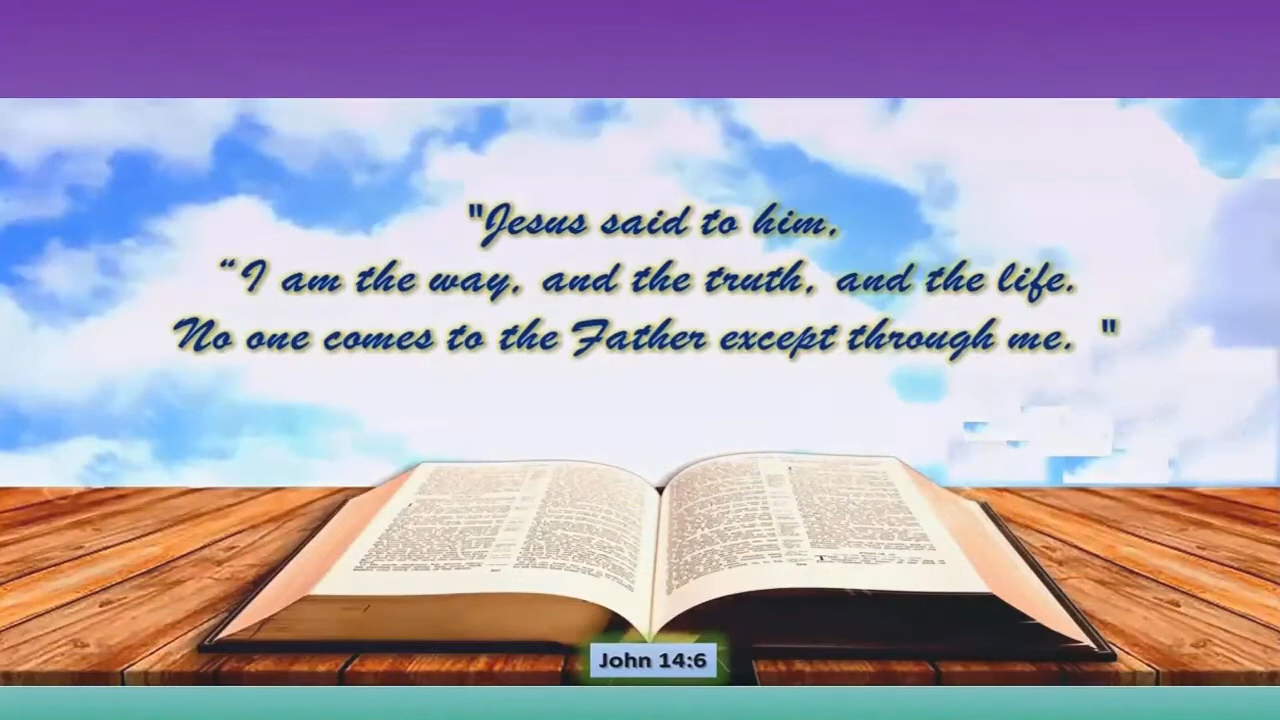 "Jesus said to him,
“I am the way, and the truth, and the life.
No one comes to the Father except through me. "
John 14:6